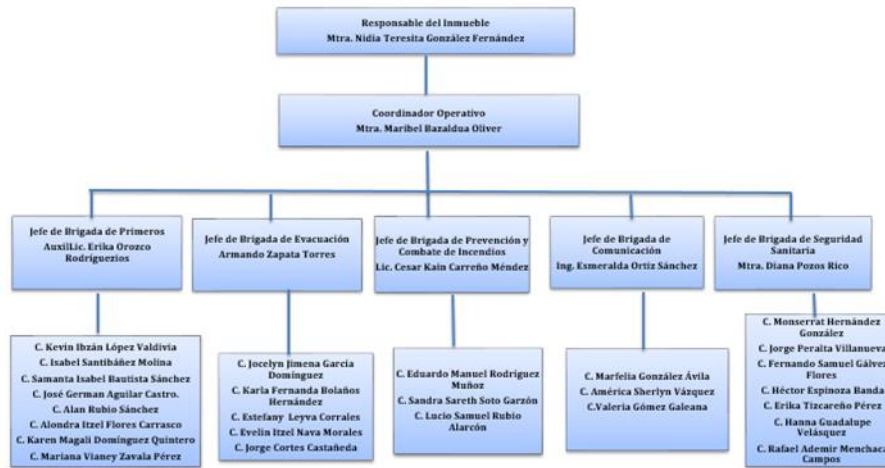 Responsable del Inmueble
Mtra. Nidia Teresita González Fernández
Coordinador Operativo
Mtra. Maribel Bazaldua Oliver
Jefe de Brigada de Primeros
AuxilLic. Erika Orozco
Rodríguezios
Jefe de Brigada de Evacuación
Armando Zapata Torres
Jefe de Brigada de Prevención y
Combate de Incendios
Lic. Cesar Kain Carreño Méndez
Jefe de Brigada de
Comunicación
Ing. Esmeralda Ortiz Sánchez
Jefe de Brigada de Seguridad
Sanitaria
Mtra. Diana Pozos Rico
C. Kevin Ibzán López Valdivia
C. Isabel Santibáñez Molina
C. Samanta Isabel Bautista Sánchez
C. José German Aguilar Castro.
C. Alan Rubio Sánchez
C. Alondra Itzel Flores Carrasco
C. Karen Magali Domínguez Quintero
C. Mariana Vianey Zavala Pérez
C. Jocelyn Jimena García
Domínguez
C. Karla Fernanda Bolaños
Hernández
C. Estefany Leyva Corrales
C. Evelin Itzel Nava Morales
C. Jorge Cortes Castañeda
C. Eduardo Manuel Rodríguez
Muñoz
C. Sandra Sareth Soto Garzón
C. Lucio Samuel Rubio
Alarcón
C. Marfelia González Ávila
C. América Sherlyn Vázquez
C.Valeria Gómez Galeana
C. Monserrat Hernández
González
C. Jorge Peralta Villanueva
C. Fernando Samuel Gálvez
Flores
C. Héctor Espinoza Banda
C. Erika Tizcareño Pérez
C. Hanna Guadalupe
Velásquez
C. Rafael Ademir Menchaca
Campos